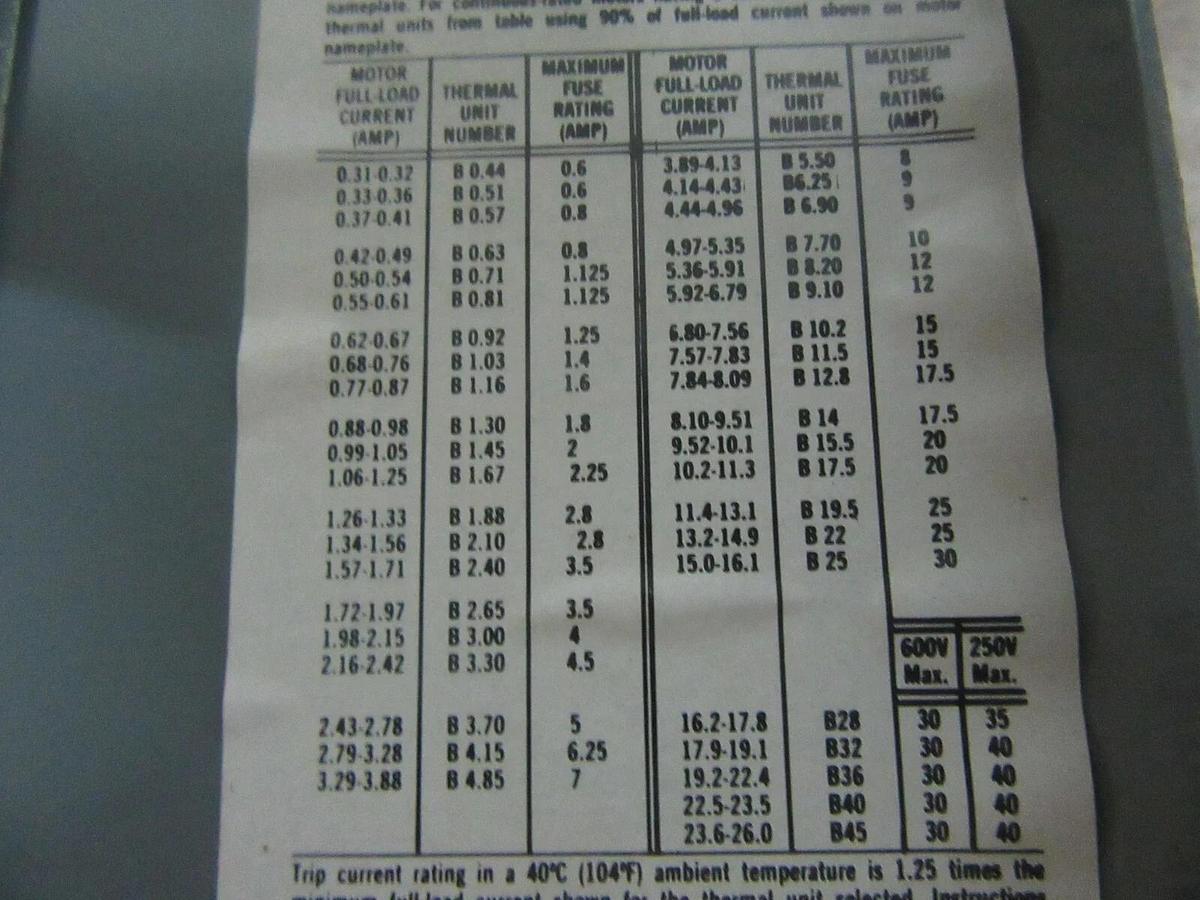 nameplate. For continuous rated motors
thermal units from table using 90% of full-load current shown on motor
nameplate.
MOTOR FULL-LOAD CURRENT (AMP) THERMAL UNIT NUMBER MAXIMUM FUSE RATING (AMP) MOTOR FULL-LOAD CURRENT (AMP) THERMAL UNIT NUMBER MAXIMUM FUSE RATING (AMP)
0.31-0.32 B 0.44 0.6 3.89-4.13 B 5.50 8
0.33-0.36 B 0.51 0.6 4.14-4.43 B6.25 9
0.37-0.41 B 0.57 0.8 4.44-4.96 B 6.90 9
0.42-0.49 B 0.63 0.8 4.97-5.35 B 7.70 10
0.50-0.54 B 0.71 1.125 5.36-5.91 B 8.20 12
0.55-0.61 B 0.81 1.125 5.92-6.79 B 9.10 12
0.62-0.67 B 0.92 1.25 6.80-7.56 B 10.2 15
0.68-0.76 B 1.03 1.4 7.57-7.83 B 11.5 15
0.77-0.87 B 1.16 1.6 7.84-8.09 B 12.8 17.5
0.88-0.98 B 1.30 1.8 8.10-9.51 B 14 17.5
0.99-1.05 B 1.45 2 9.52-10.1 B 15.5 20
1.06-1.25 B 1.67 2.25 10.2-11.3 B 17.5 20
1.26-1.33 B 1.88 2.8 11.4-13.1 B 19.5 25
1.34-1.56 B 2.10 2.8 13.2-14.9 B 22 25
1.57-1.71 B 2.40 3.5 15.0-16.1 B 25 30
1.72-1.97 B 2.65 3.5
1.98-2.15 B 3.00 4 600V Max. 250V Max.
2.16-2.42 B 3.30 4.5
2.43-2.78 B 3.70 5 16.2-17.8 B28 30 35
2.79-3.28 B 4.15 6.25 17.9-19.1 B32 30 40
3.29-3.88 B 4.85 7 19.2-22.4 B36 30 40
22.5-23.5 B40 30 40
23.6-26.0 B45 30 40
Trip current rating in a 40°C (104°F) ambient temperature is 1.25 times the
minimum full-load current shown for the thermal unit selected. Instructions